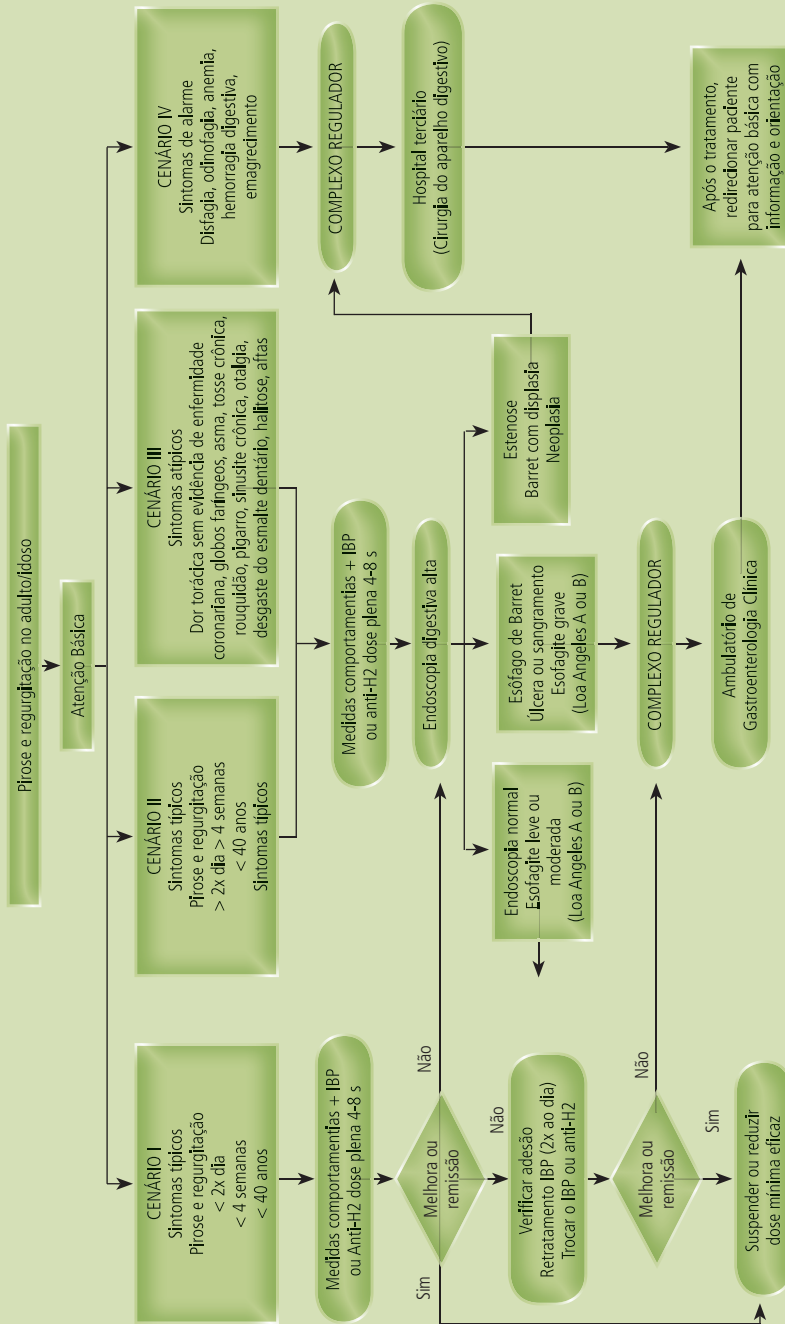 Pirose e regurgitação no adulto/idoso
Atenção Básica
CENÁRIO I
Sintomas típicos
Pirose e regurgitação
< 2x dia
< 4 semanas
< 40 anos
CENÁRIO II
Sintomas típicos
Pirose e regurgitação
> 2x dia > 4 semanas
< 40 anos
Sintomas típicos
CENÁRIO III
Sintomas atípicos
Dor torácica sem evidência de enfermidade
coronariana, globos faríngeos, asma, tosse crônica,
rouquidão, pigarro, sinusite crônica, otalgia,
desgaste do esmalte dentário, halitose, aftas
CENÁRIO IV
Sintomas de alarme
Disfagia, odinofagia, anemia,
hemorragia digestiva,
emagrecimento
Medidas comportamentias + IBP
ou Anti-H2 dose plena 4-8 s
Medidas comportamentias + IBP
ou anti-H2 dose plena 4-8 s
COMPLEXO REGULADOR
Melhora ou
remissão
Não
Sim
Não
Endoscopia digestiva alta
Hospital terciário
(Cirurgia do aparelho digestivo)
Verificar adesão
Retratamento IBP (2x ao dia)
Trocar o IBP ou anti-H2
Endoscopia normal
Esofagite leve ou
moderada
(Loa Angeles A ou B)
Esôfago de Barret
Úlcera ou sangramento
Esofagite grave
(Loa Angeles A ou B)
Estenose
Barret com displasia
Neoplasia
Melhora ou
remissão
Não
Sim
COMPLEXO REGULADOR
Suspender ou reduzir
dose mínima eficaz
Ambulatório de
Gastroenterologia Clínica
Após o tratamento,
redirecionar paciente
para atenção básica com
informação e orientação